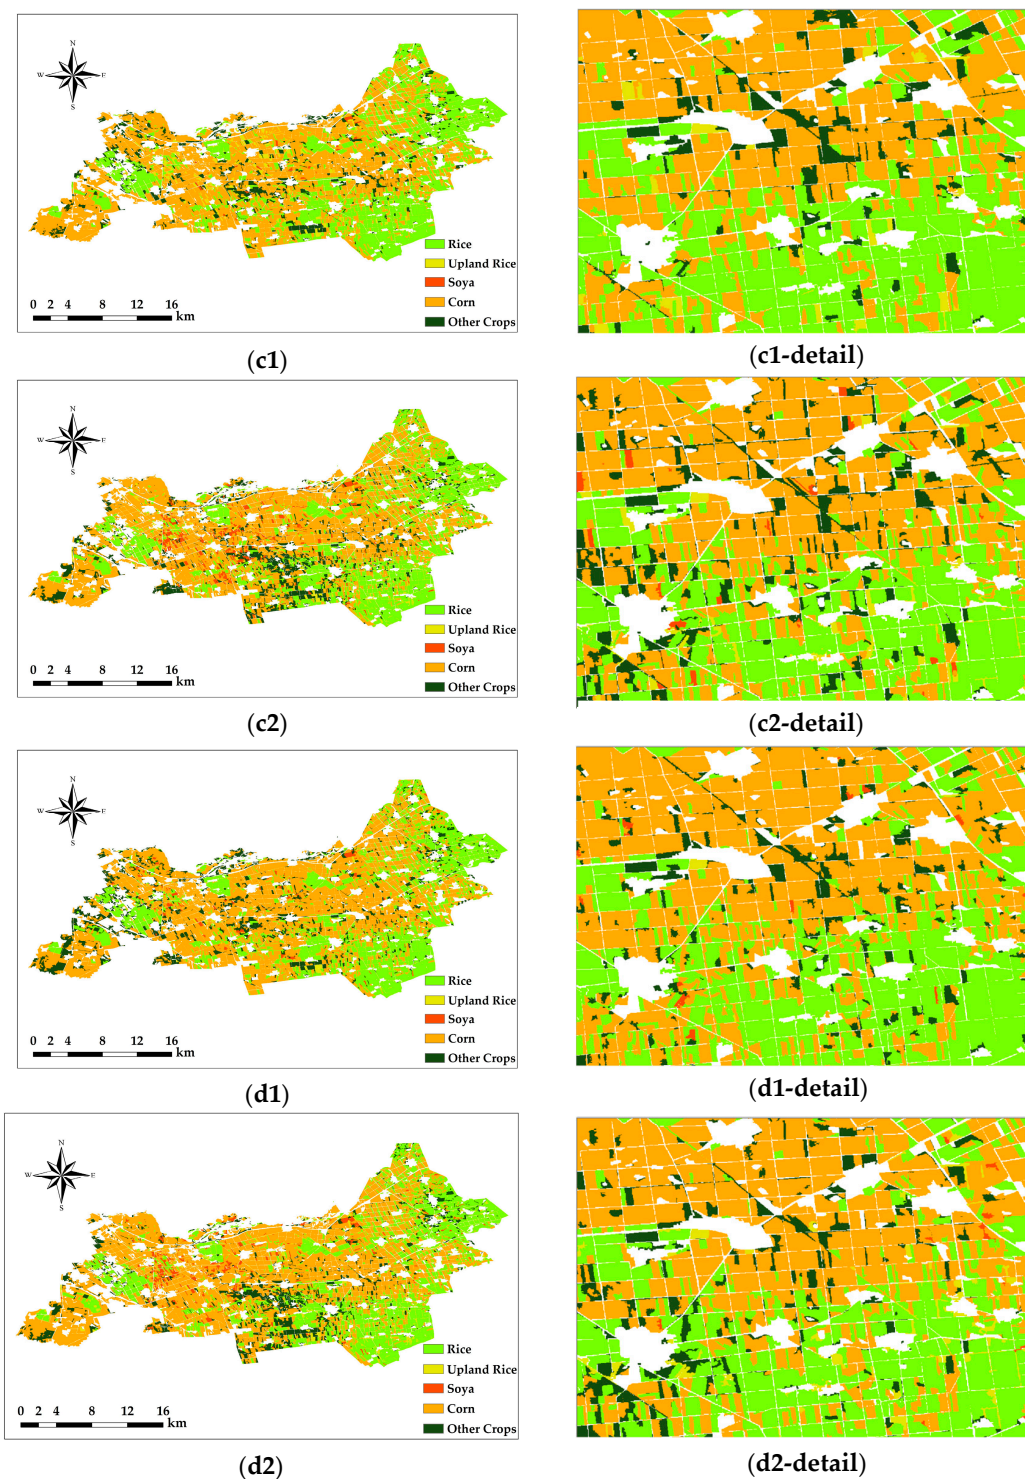 N
W E
S
Rice
Upland Rice
Soya
Corn
Other Crops
0 2 4 8 12 16
km
(c1)
(c1-detail)
N
W E
S
Rice
Upland Rice
Soya
Corn
Other Crops
0 2 4 8 12 16
km
(c2)
(c2-detail)
N
W E
S
Rice
Upland Rice
Soya
Corn
Other Crops
0 2 4 8 12 16
km
(d1)
(d1-detail)
N
W E
S
Rice
Upland Rice
Soya
Corn
Other Crops
0 2 4 8 12 16
km
(d2)
(d2-detail)